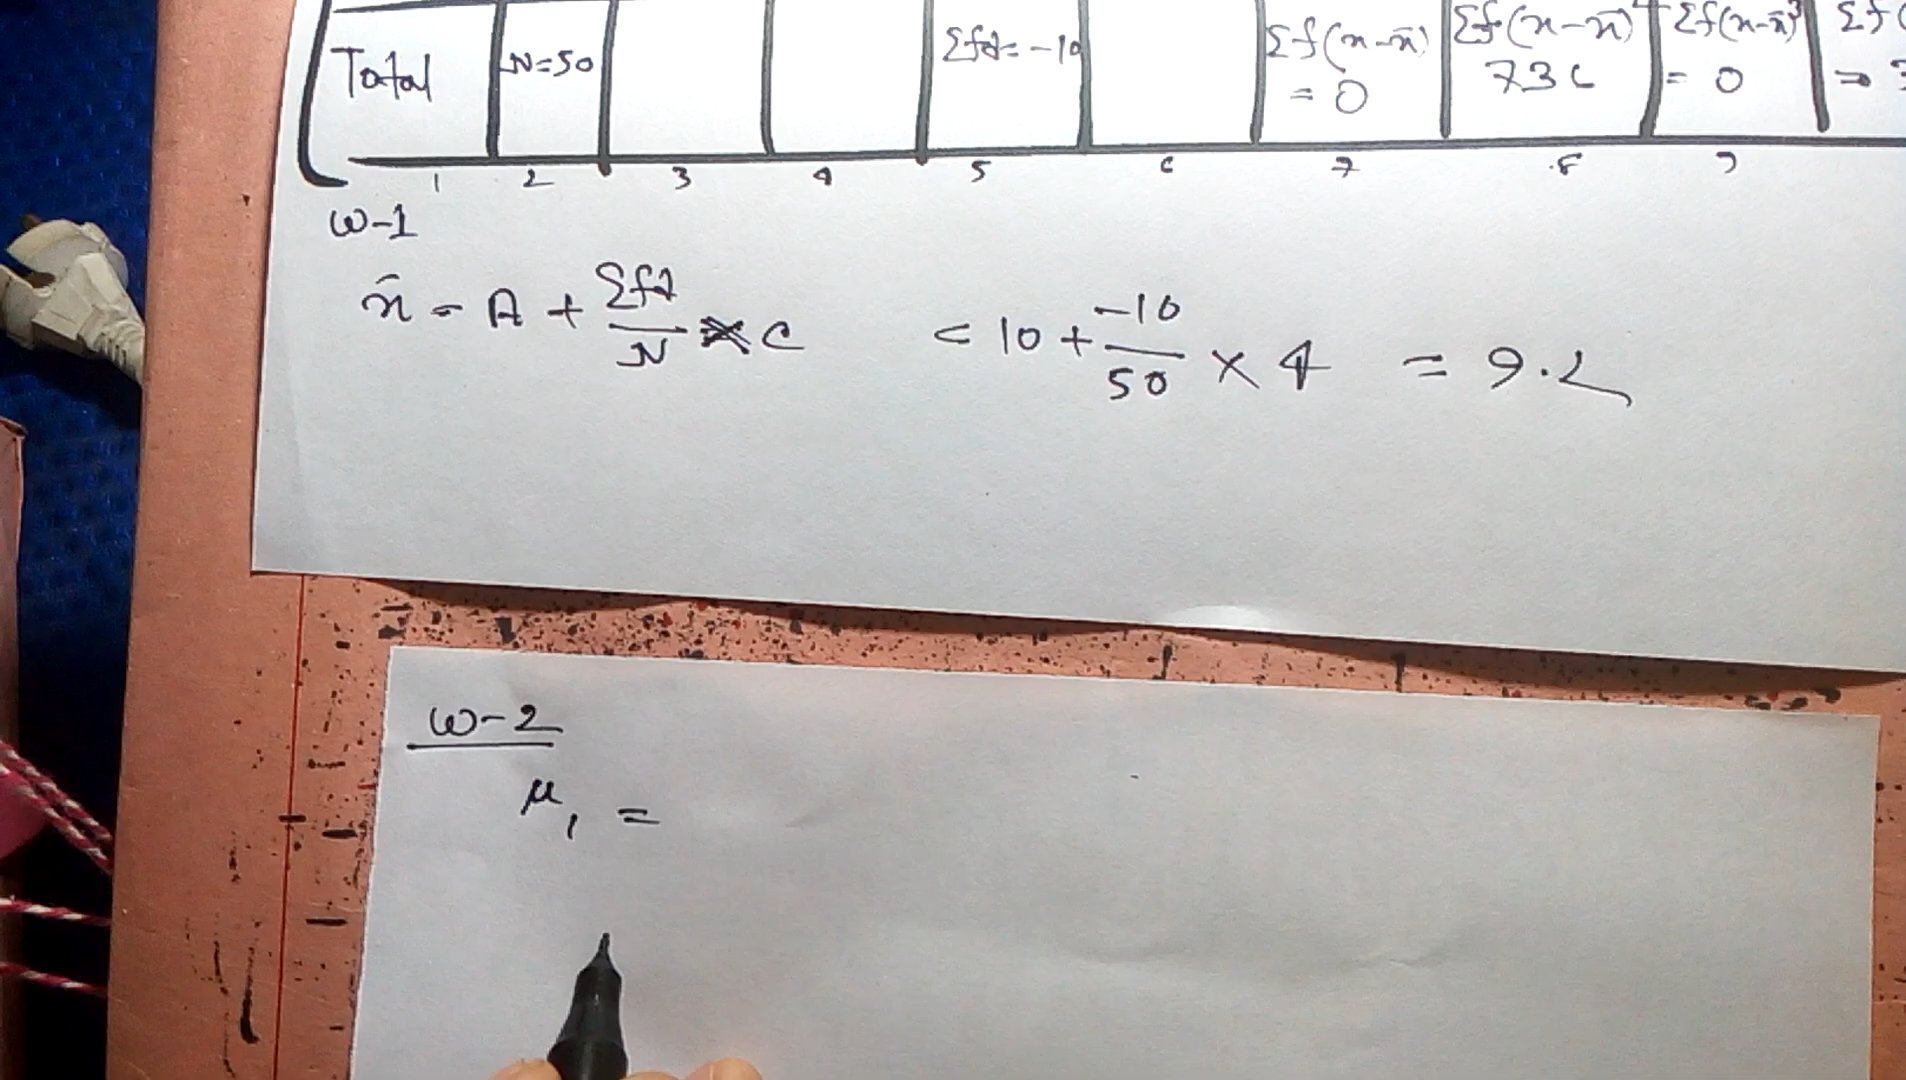 Total N=50 Σfd=-10 Σf(x-x̄) = 0 Σf(x-x̄)² 736 Σf(x-x̄)³ = 0 Σf(
1 2 3 4 5 6 7 8 9
W-1
x̄ = A + Σfd/N × C = 10 + -10/50 × 4 = 9.2
W-2
μ₁ =